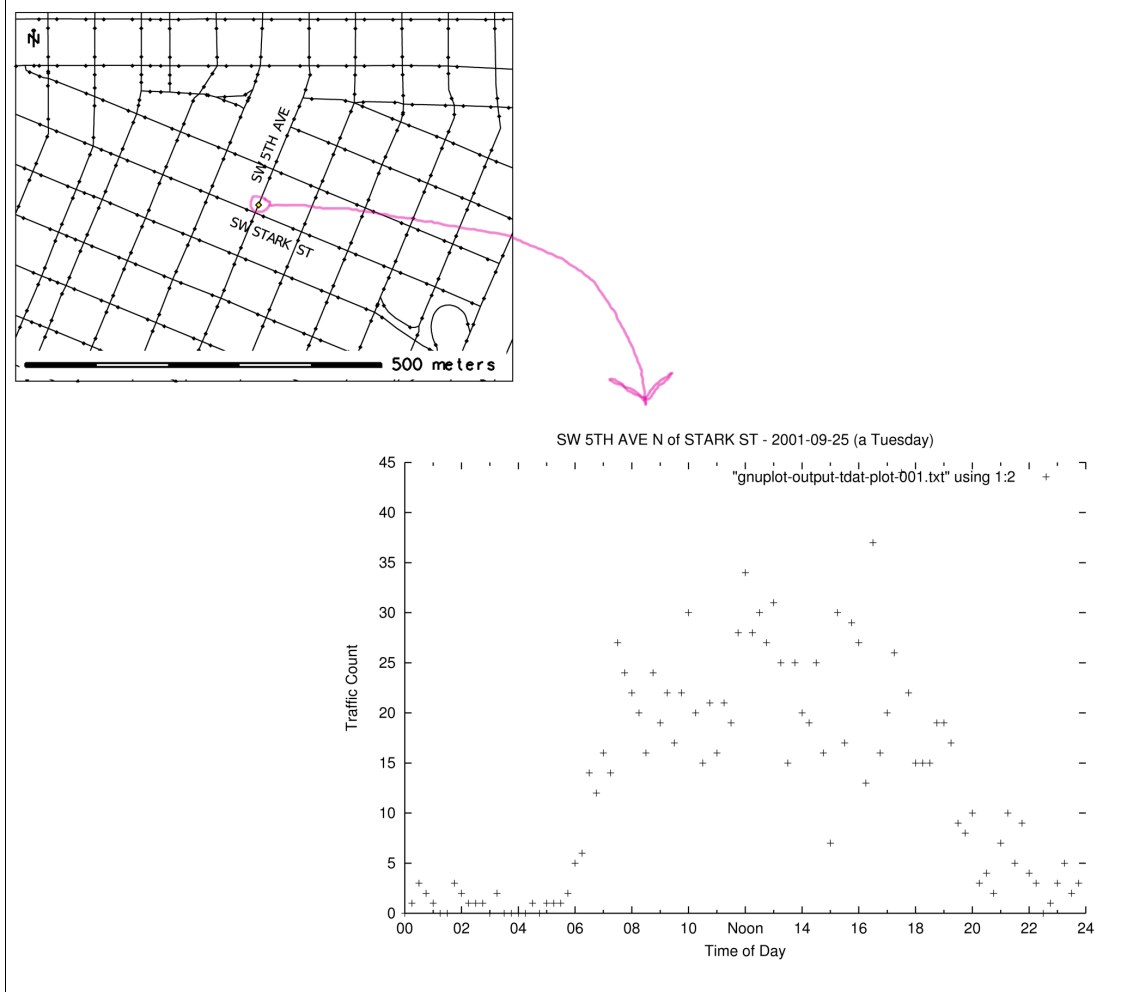 N
SW 5TH AVE
SW STARK ST
500 meters
SW 5TH AVE N of STARK ST - 2001-09-25 (a Tuesday)
"gnuplot-output-tdat-plot-001.txt" using 1:2
45
40
35
30
25
20
15
10
5
0
Traffic Count
00 02 04 06 08 10 Noon 14 16 18 20 22 24
Time of Day